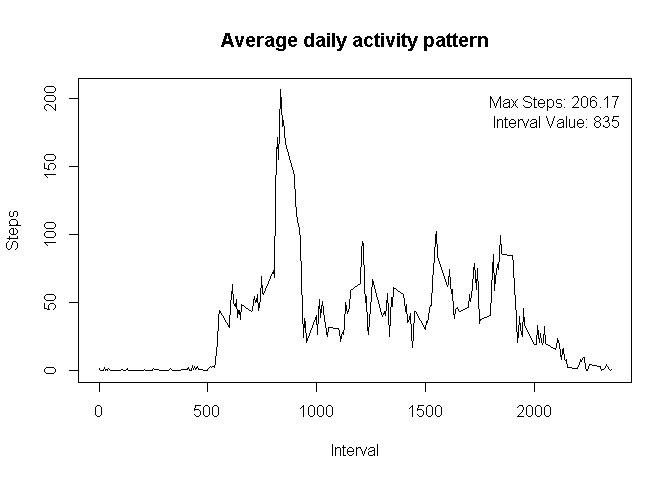 Average daily activity pattern
Max Steps: 206.17
Interval Value: 835
Steps
200
150
100
50
0
0 500 1000 1500 2000
Interval